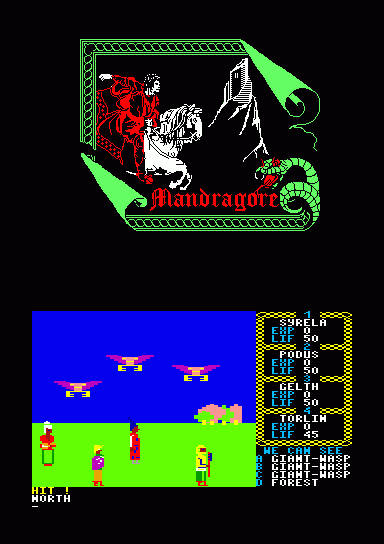 Mandragore
1
SYRELA
EXP 0
LIF 50
2
PODUS
EXP 0
LIF 50
3
GELTH
EXP 0
LIF 50
4
TORLIN
EXP 0
LIF 45
WE CAN SEE
A GIANT-WASP
B GIANT-WASP
C GIANT-WASP
D FOREST
HIT !
NORTH